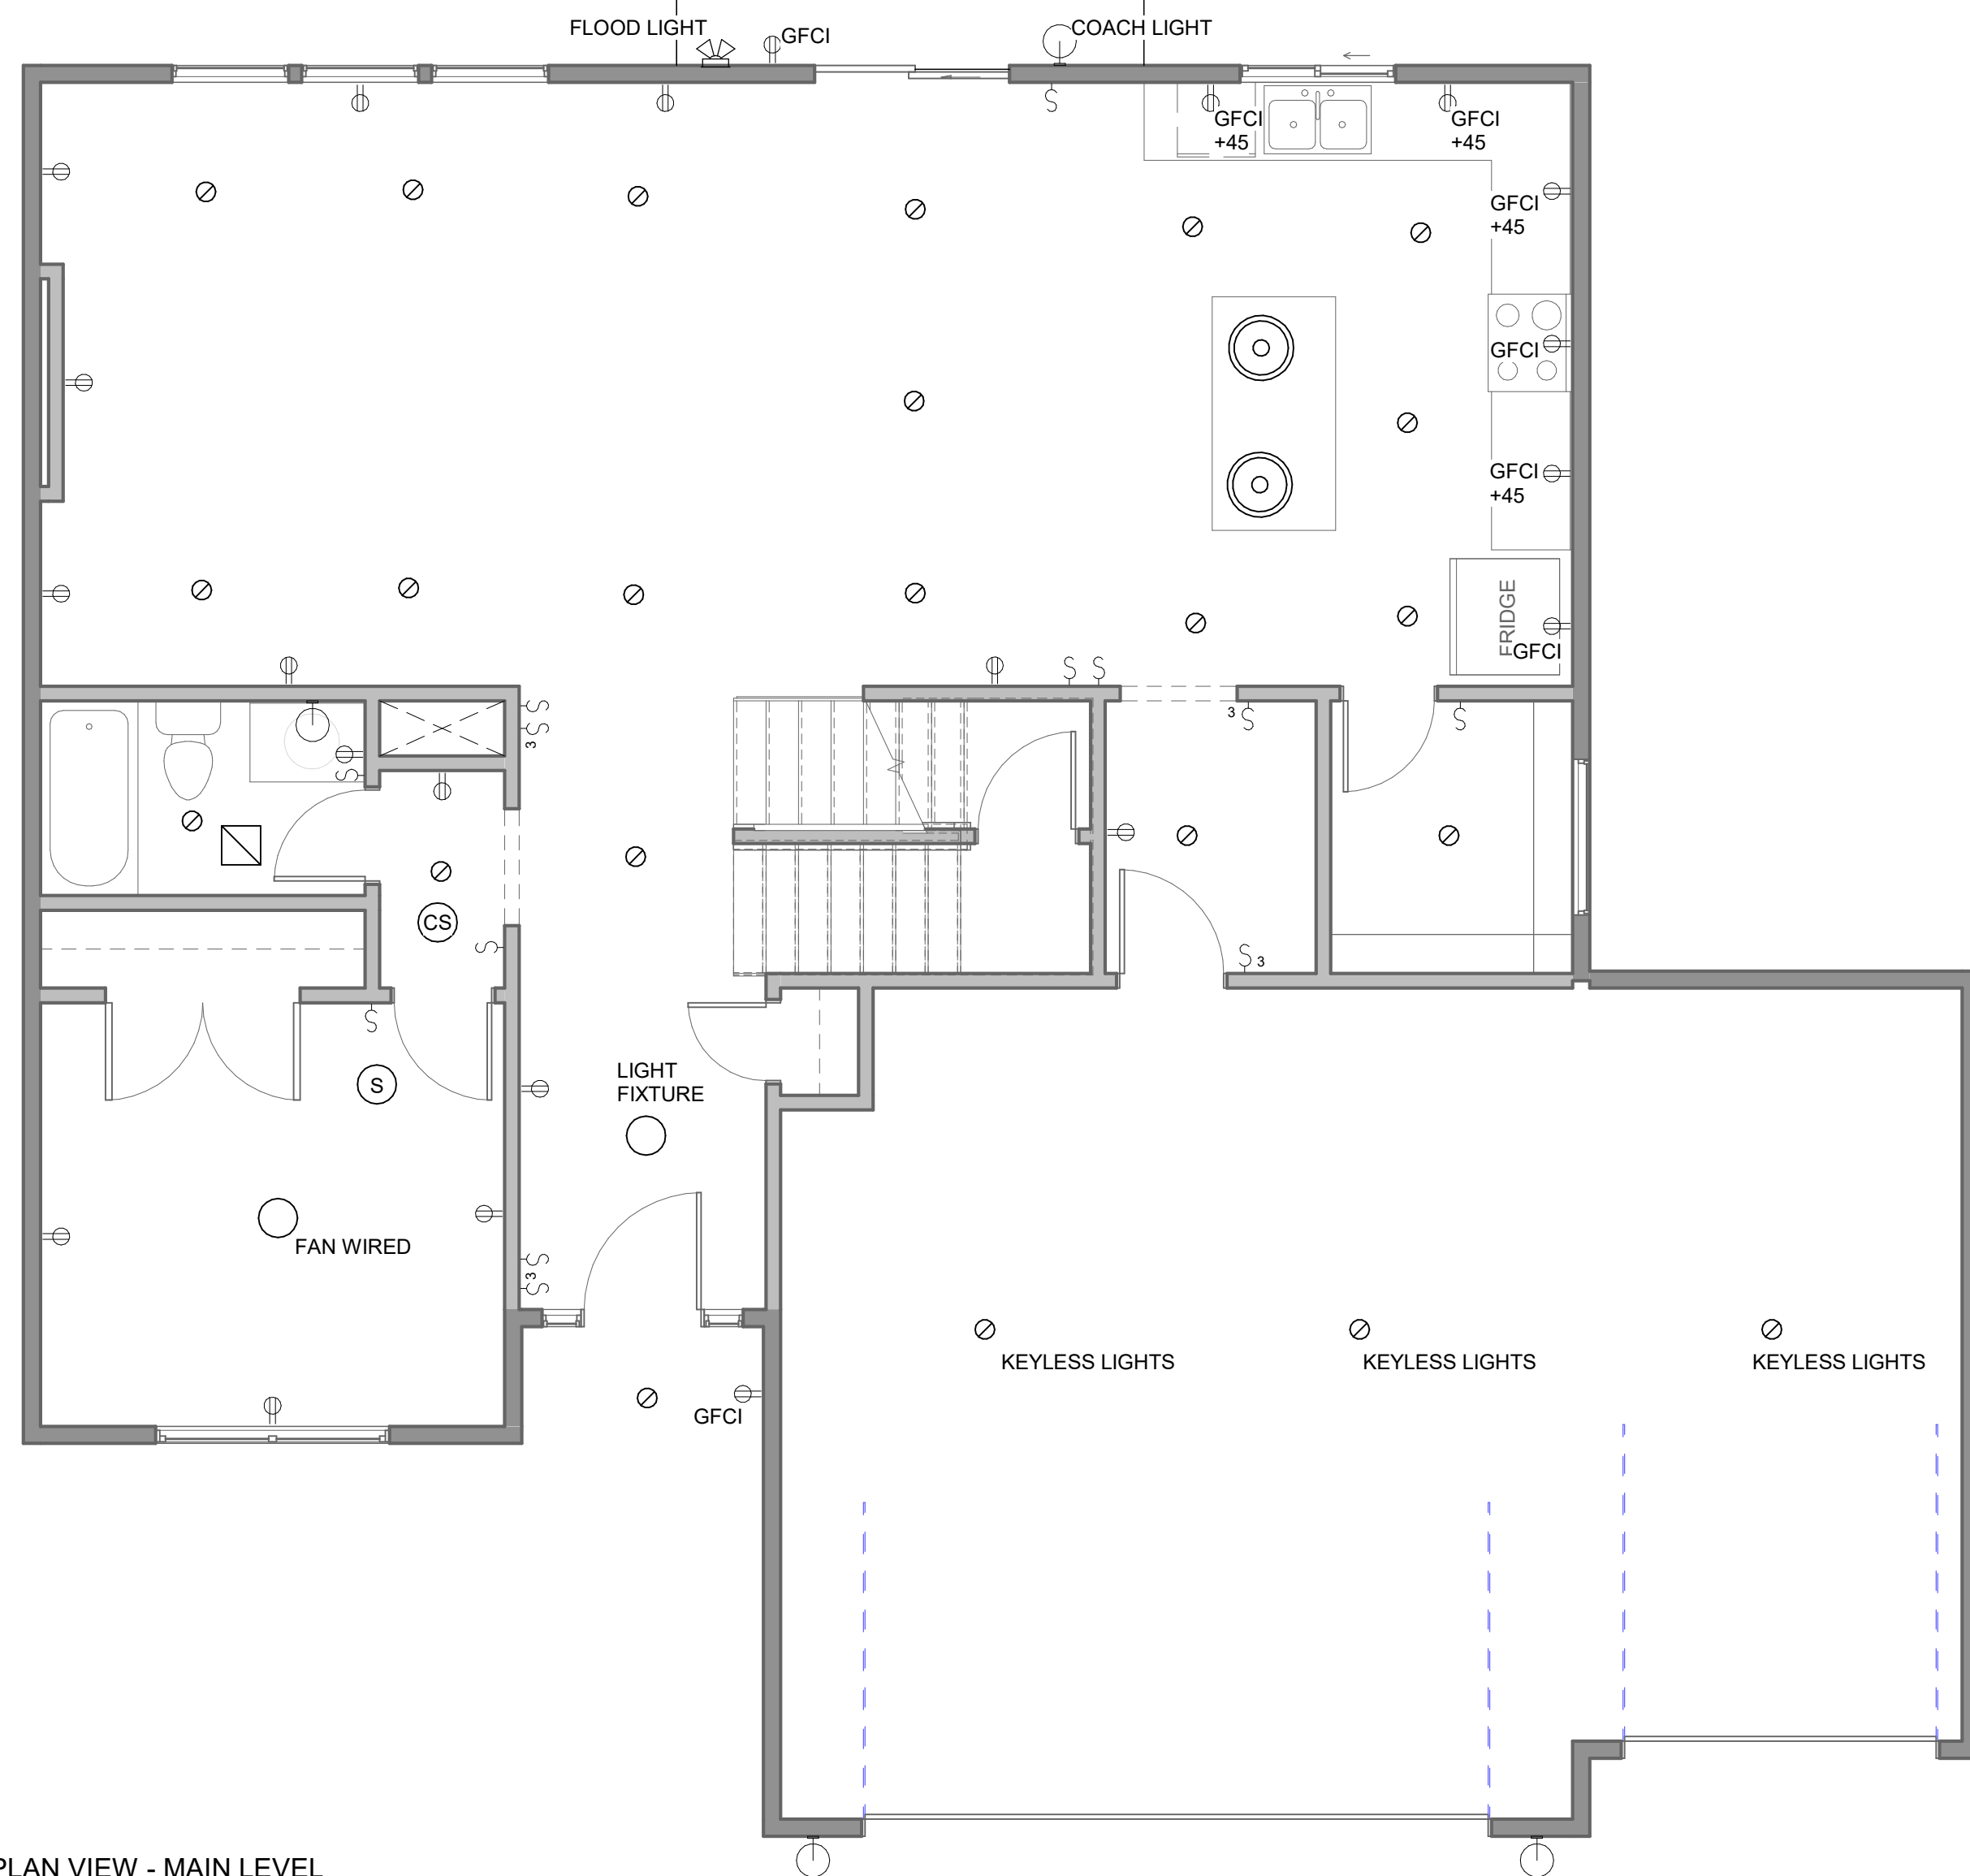 FLOOD LIGHT
GFCI
COACH LIGHT
S
GFCI
+45
GFCI
+45
GFCI
+45
GFCI
GFCI
+45
FRIDGE
GFCI
S
S
S
S
3
3
S
S
S
CS
S
S
3
S
S
LIGHT
FIXTURE
FAN WIRED
S
3
S
KEYLESS LIGHTS
KEYLESS LIGHTS
KEYLESS LIGHTS
GFCI
PLAN VIEW - MAIN LEVEL